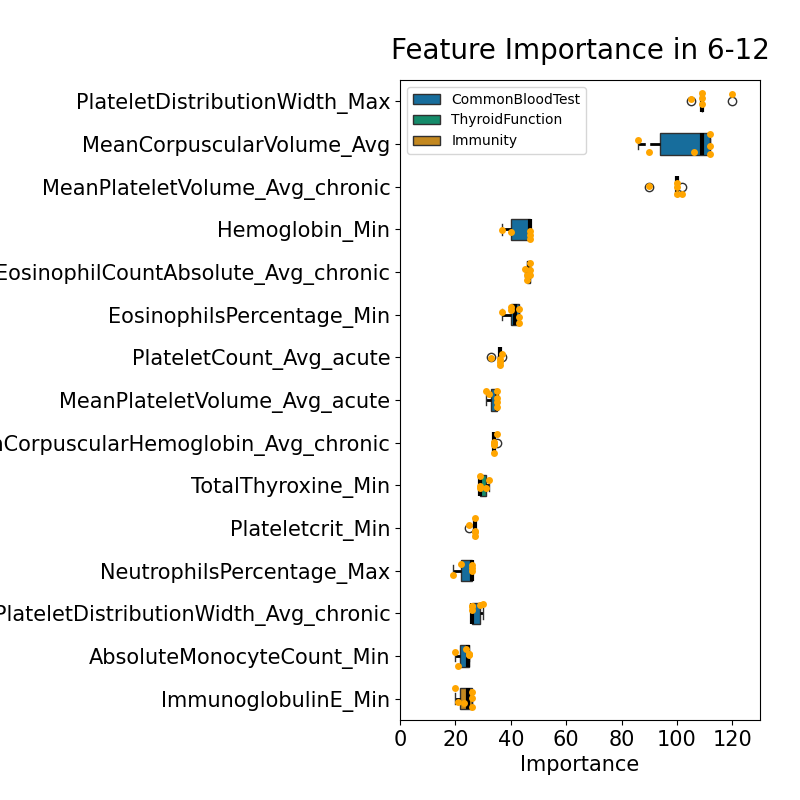 Feature Importance in 6-12
CommonBloodTest
ThyroidFunction
Immunity
PlateletDistributionWidth_Max
MeanCorpuscularVolume_Avg
MeanPlateletVolume_Avg_chronic
Hemoglobin_Min
EosinophilCountAbsolute_Avg_chronic
EosinophilsPercentage_Min
PlateletCount_Avg_acute
MeanPlateletVolume_Avg_acute
nCorpuscularHemoglobin_Avg_chronic
TotalThyroxine_Min
Plateletcrit_Min
NeutrophilsPercentage_Max
PlateletDistributionWidth_Avg_chronic
AbsoluteMonocyteCount_Min
ImmunoglobulinE_Min
0 20 40 60 80 100 120
Importance